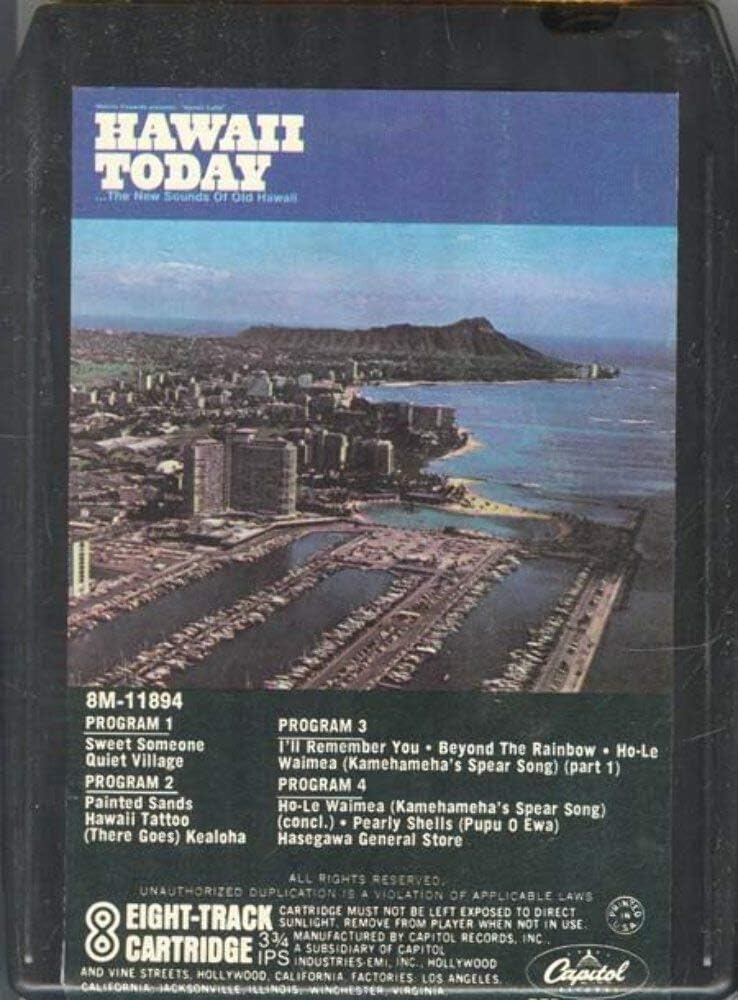 HAWAII
TODAY
...The New Sounds Of Old Hawaii
8M-11894
PROGRAM 1
Sweet Someone
Quiet Village
PROGRAM 2
Painted Sands
Hawaii Tattoo
(There Goes) Kealoha
PROGRAM 3
I'll Remember You • Beyond The Rainbow • Ho-Le
Waimea (Kamehameha's Spear Song) (part 1)
PROGRAM 4
Ho-Le Waimea (Kamehameha's Spear Song)
(concl.) • Pearly Shells (Pupu O Ewa)
Hasegawa General Store
ALL RIGHTS RESERVED.
UNAUTHORIZED DUPLICATION IS A VIOLATION OF APPLICABLE LAWS
8 EIGHT-TRACK
CARTRIDGE 3¾ IPS
CARTRIDGE MUST NOT BE LEFT EXPOSED TO DIRECT
SUNLIGHT. REMOVE FROM PLAYER WHEN NOT IN USE.
MANUFACTURED BY CAPITOL RECORDS, INC.,
A SUBSIDIARY OF CAPITOL
INDUSTRIES-EMI, INC., HOLLYWOOD
AND VINE STREETS, HOLLYWOOD, CALIFORNIA. FACTORIES: LOS ANGELES,
CALIFORNIA; JACKSONVILLE, ILLINOIS; WINCHESTER, VIRGINIA.
PRINTED
IN
U.S.A.
Capitol
RECORDS